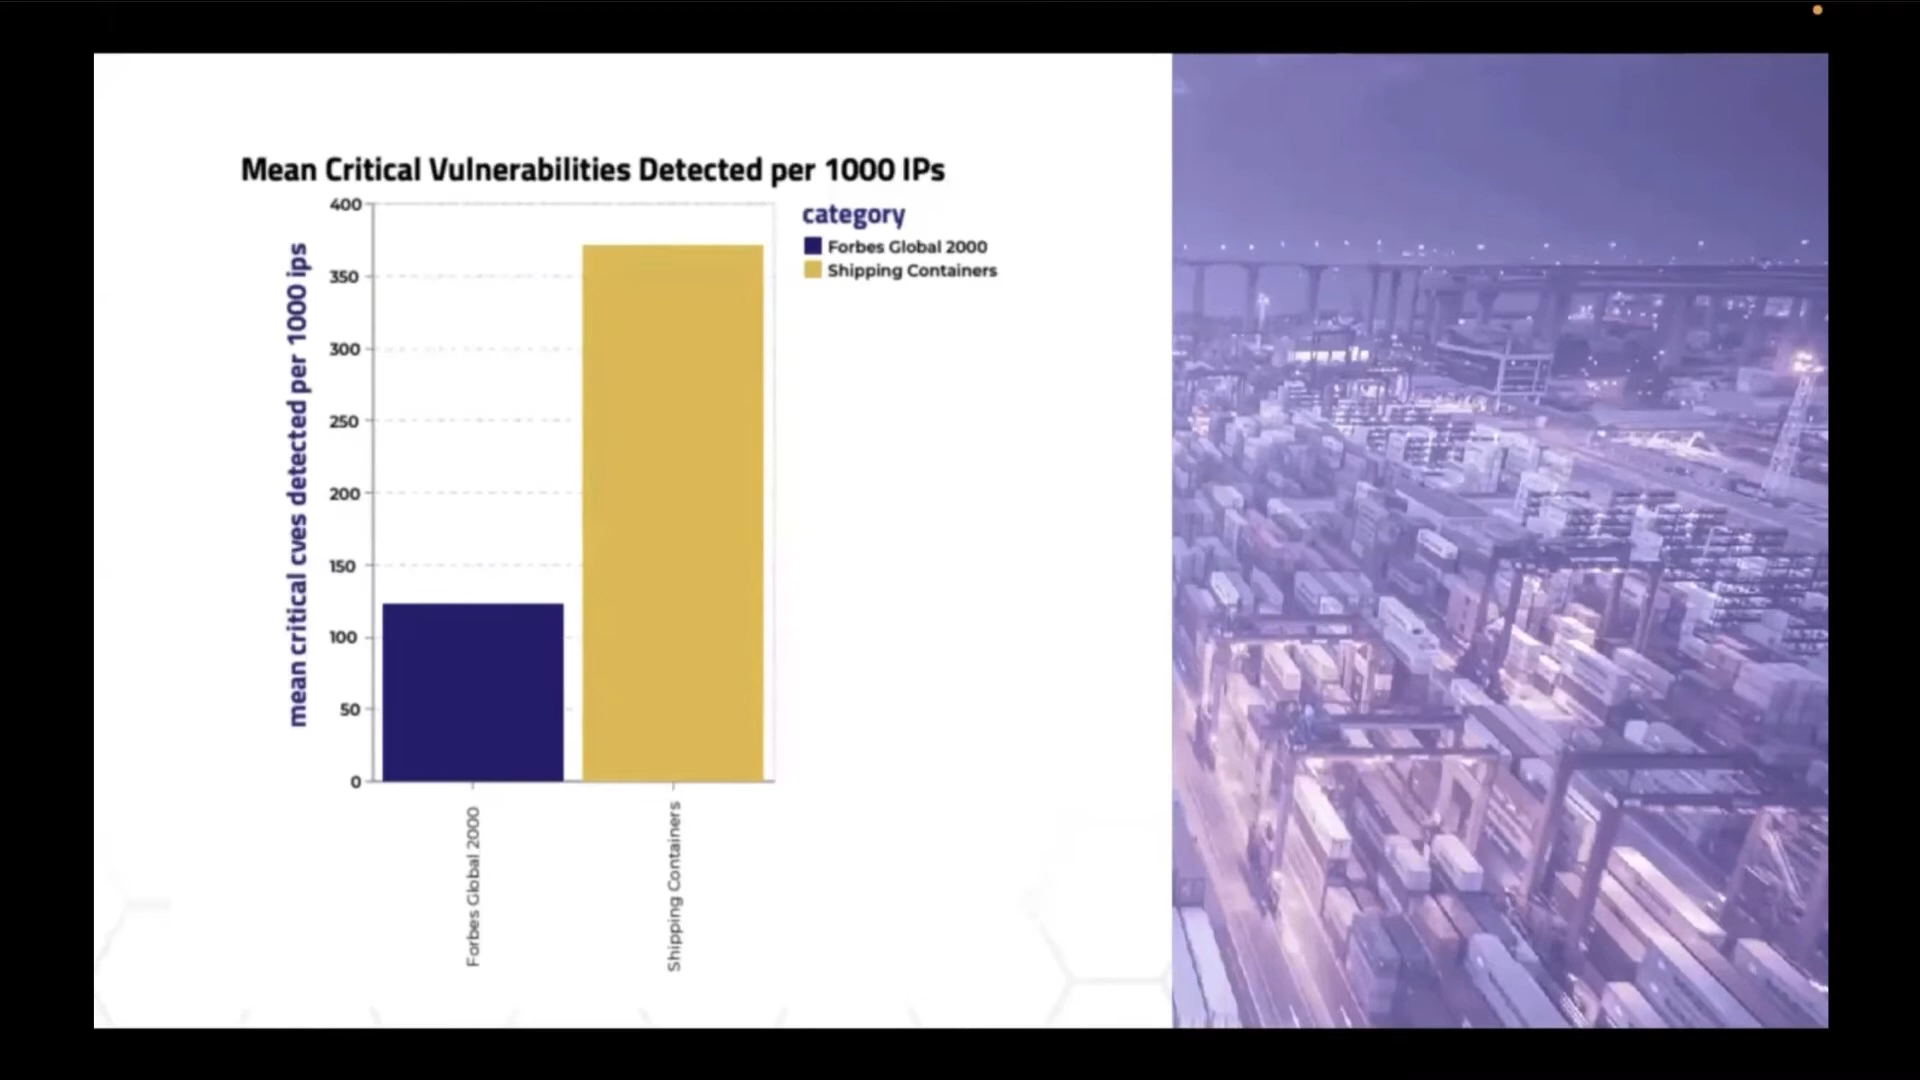 Mean Critical Vulnerabilities Detected per 1000 IPs
mean critical cves detected per 1000 ips
400
350
300
250
200
150
100
50
0
Forbes Global 2000
Shipping Containers
category
Forbes Global 2000
Shipping Containers